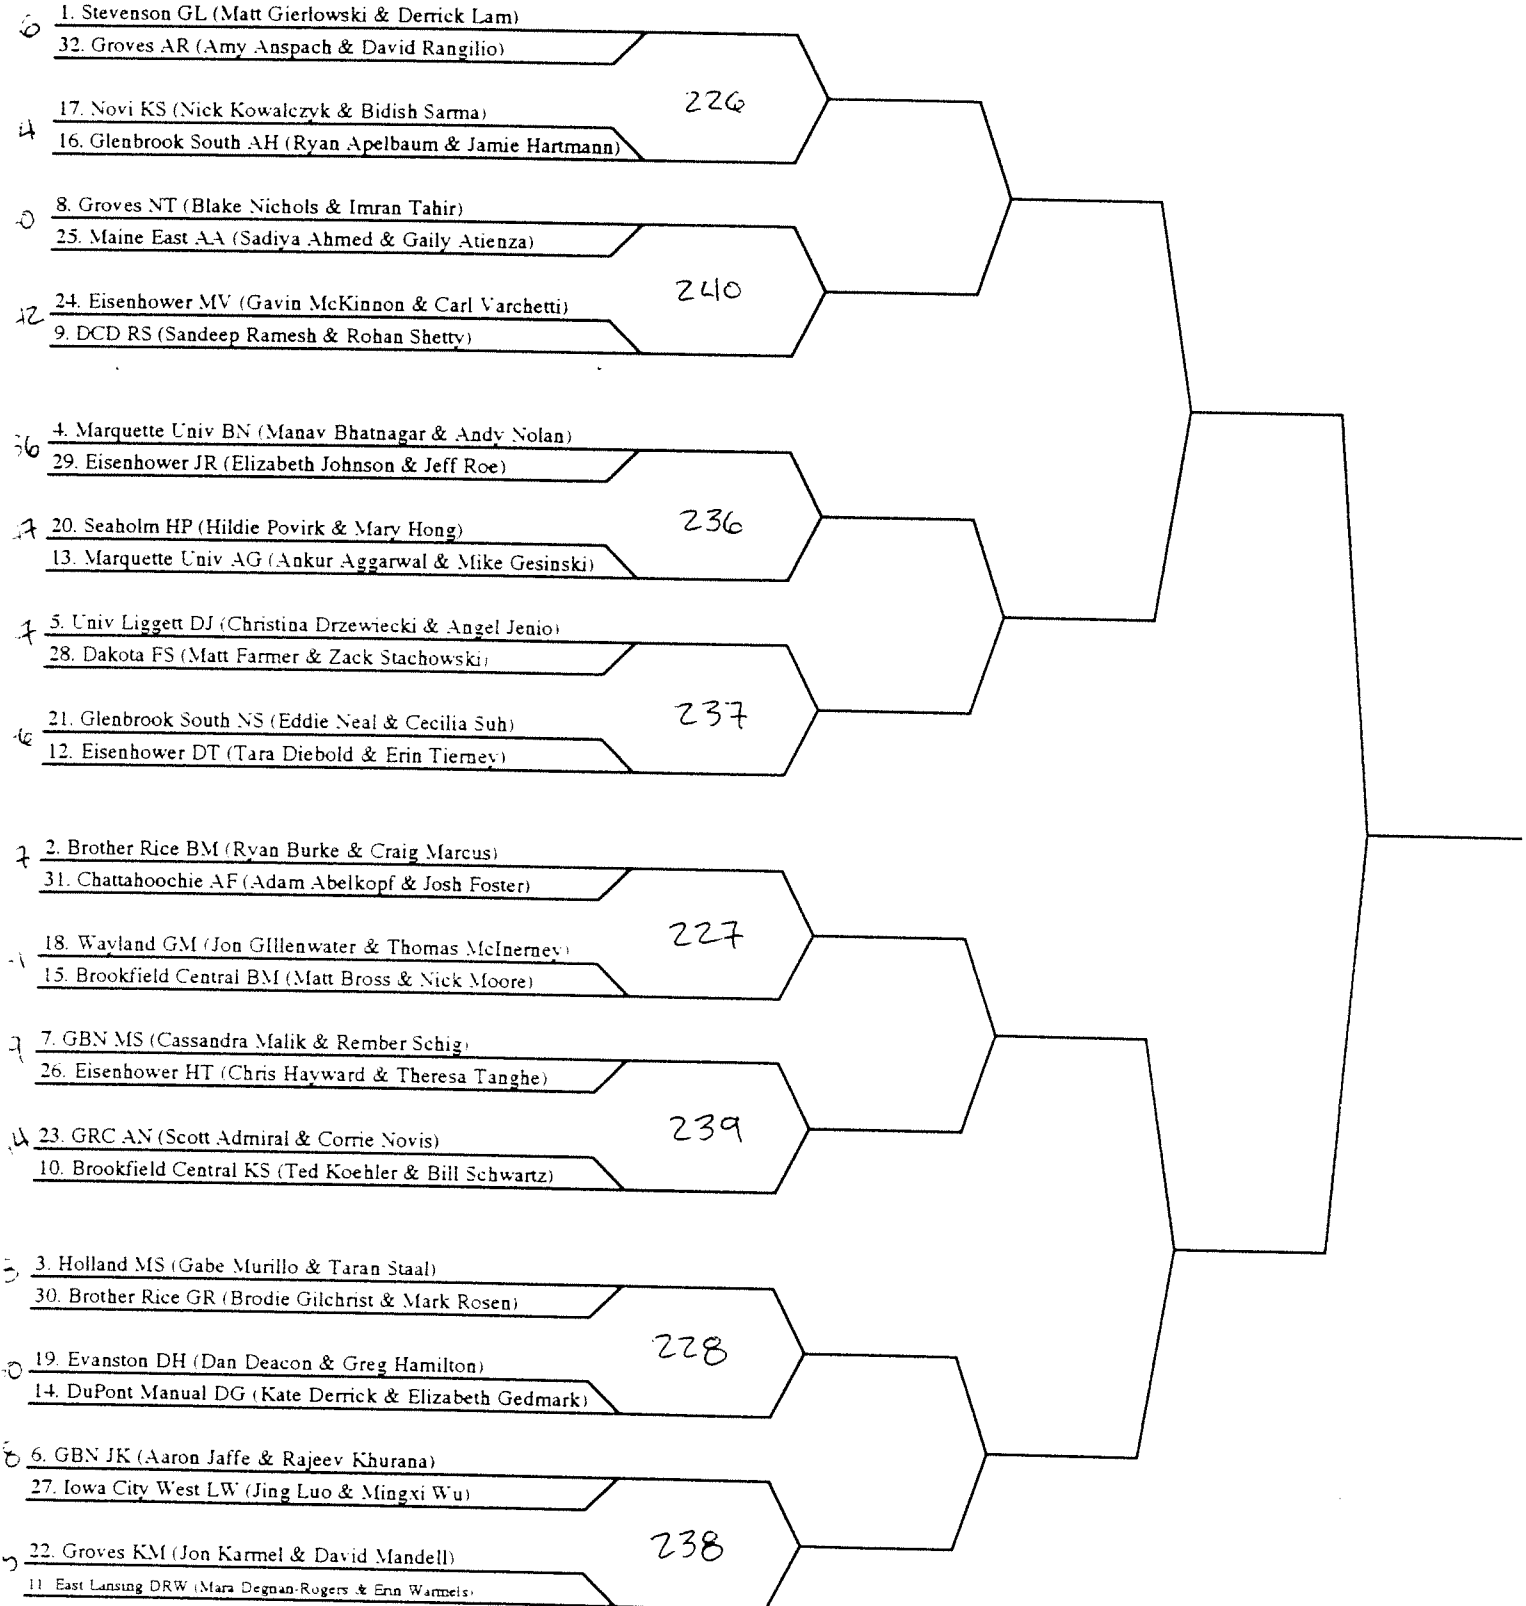 1. Stevenson GL (Matt Gierlowski & Derrick Lam)
32. Groves AR (Amy Anspach & David Rangilio)
226
17. Novi KS (Nick Kowalczyk & Bidish Sarma)
16. Glenbrook South AH (Ryan Apelbaum & Jamie Hartmann)
8. Groves NT (Blake Nichols & Imran Tahir)
25. Maine East AA (Sadiya Ahmed & Gaily Atienza)
240
24. Eisenhower MV (Gavin McKinnon & Carl Varchetti)
9. DCD RS (Sandeep Ramesh & Rohan Shetty)
4. Marquette Univ BN (Manav Bhatnagar & Andy Nolan)
29. Eisenhower JR (Elizabeth Johnson & Jeff Roe)
236
20. Seaholm HP (Hildie Povirk & Mary Hong)
13. Marquette Univ AG (Ankur Aggarwal & Mike Gesinski)
5. Univ Liggett DJ (Christina Drzewiecki & Angel Jenio)
28. Dakota FS (Matt Farmer & Zack Stachowski)
237
21. Glenbrook South NS (Eddie Neal & Cecilia Suh)
12. Eisenhower DT (Tara Diebold & Erin Tierney)
2. Brother Rice BM (Ryan Burke & Craig Marcus)
31. Chattahoochie AF (Adam Abelkopf & Josh Foster)
227
18. Wayland GM (Jon GIllenwater & Thomas McInerney)
15. Brookfield Central BM (Matt Bross & Nick Moore)
7. GBN MS (Cassandra Malik & Rember Schig)
26. Eisenhower HT (Chris Hayward & Theresa Tanghe)
239
23. GRC AN (Scott Admiral & Corrie Novis)
10. Brookfield Central KS (Ted Koehler & Bill Schwartz)
3. Holland MS (Gabe Murillo & Taran Staal)
30. Brother Rice GR (Brodie Gilchrist & Mark Rosen)
228
19. Evanston DH (Dan Deacon & Greg Hamilton)
14. DuPont Manual DG (Kate Derrick & Elizabeth Gedmark)
6. GBN JK (Aaron Jaffe & Rajeev Khurana)
27. Iowa City West LW (Jing Luo & Mingxi Wu)
238
22. Groves KM (Jon Karmel & David Mandell)
11 East Lansing DRW (Mara Degnan-Rogers & Erin Warmels)